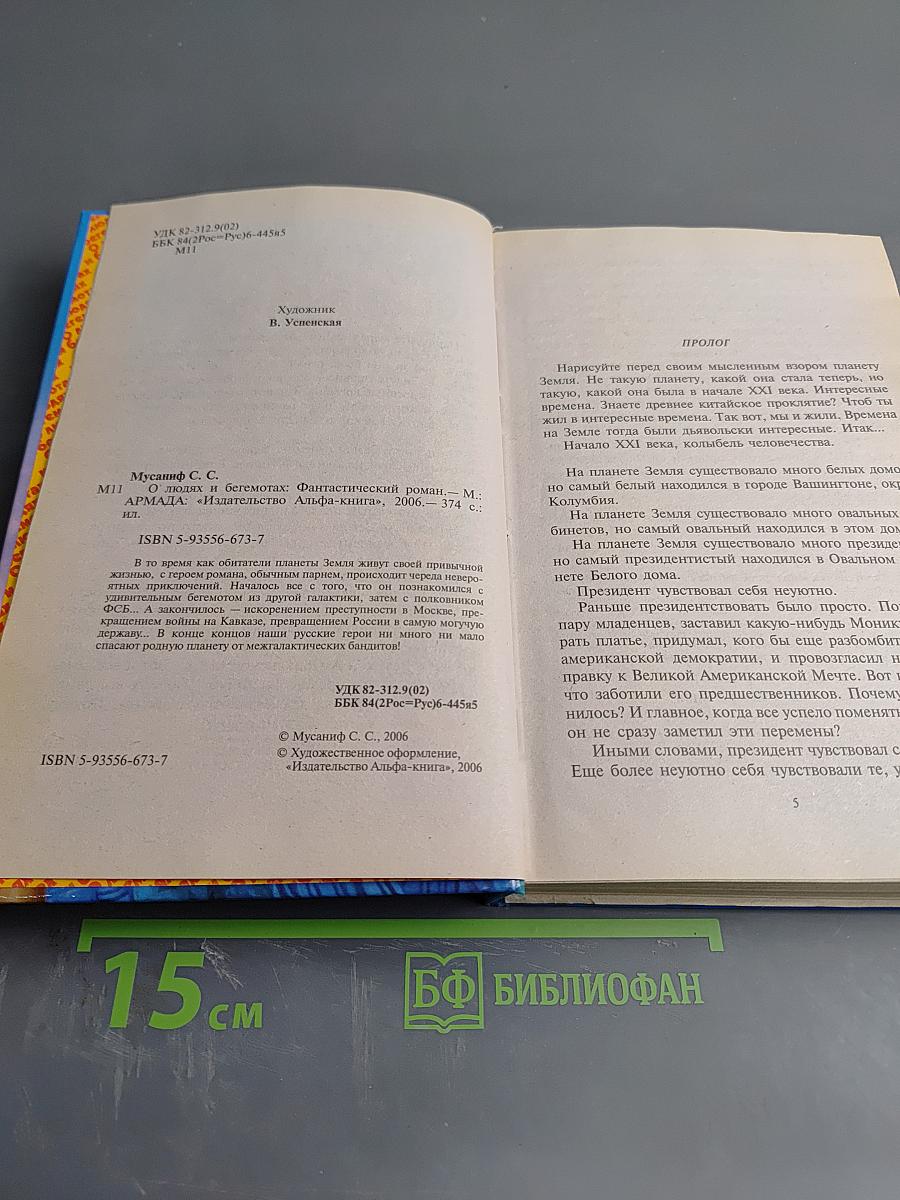 УДК 82-312.9(02)
ББК 84(2Рос=Рус)6-445я5
М11
Художник
В. Успенская
Мусаниф С. С.
М11 О людях и бегемотах: Фантастический роман.— М.:
АРМАДА: «Издательство Альфа-книга», 2006.— 374 с.:
ил.
ISBN 5-93556-673-7
В то время как обитатели планеты Земля живут своей привычной
жизнью, с героем романа, обычным парнем, происходит череда неверо-
ятных приключений. Началось все с того, что он познакомился с
удивительным бегемотом из другой галактики, затем с полковником
ФСБ... А закончилось — искоренением преступности в Москве, пре-
кращением войны на Кавказе, превращением России в самую могучую
державу... В конце концов наши русские герои ни много ни мало
спасают родную планету от межгалактических бандитов!
УДК 82-312.9(02)
ББК 84(2Рос=Рус)6-445я5
© Мусаниф С. С., 2006
© Художественное оформление,
«Издательство Альфа-книга», 2006
ISBN 5-93556-673-7
ПРОЛОГ
Нарисуйте перед своим мысленным взором планету
Земля. Не такую планету, какой она стала теперь, но
такую, какой она была в начале XXI века. Интересные
времена. Знаете древнее китайское проклятие? Чтоб ты
жил в интересные времена. Так вот, мы и жили. Времена
на Земле тогда были дьявольски интересные. Итак...
Начало XXI века, колыбель человечества.
На планете Земля существовало много белых домо
но самый белый находился в городе Вашингтоне, окр
Колумбия.
На планете Земля существовало много овальных
бинетов, но самый овальный находился в этом дом
На планете Земля существовало много президен
но самый президентистый находился в Овальном
нете Белого дома.
Президент чувствовал себя неуютно.
Раньше президентствовать было просто. По
пару младенцев, заставил какую-нибудь Моник
рать платье, придумал, кого бы еще разбомбит
американской демократии, и провозгласил н
правку к Великой Американской Мечте. Вот
что заботили его предшественников. Почему
нилось? И главное, когда все успело поменять
он не сразу заметил эти перемены?
Иными словами, президент чувствовал с
Еще более неуютно себя чувствовали те, у
5
15 см
БФ БИБЛИОФАН